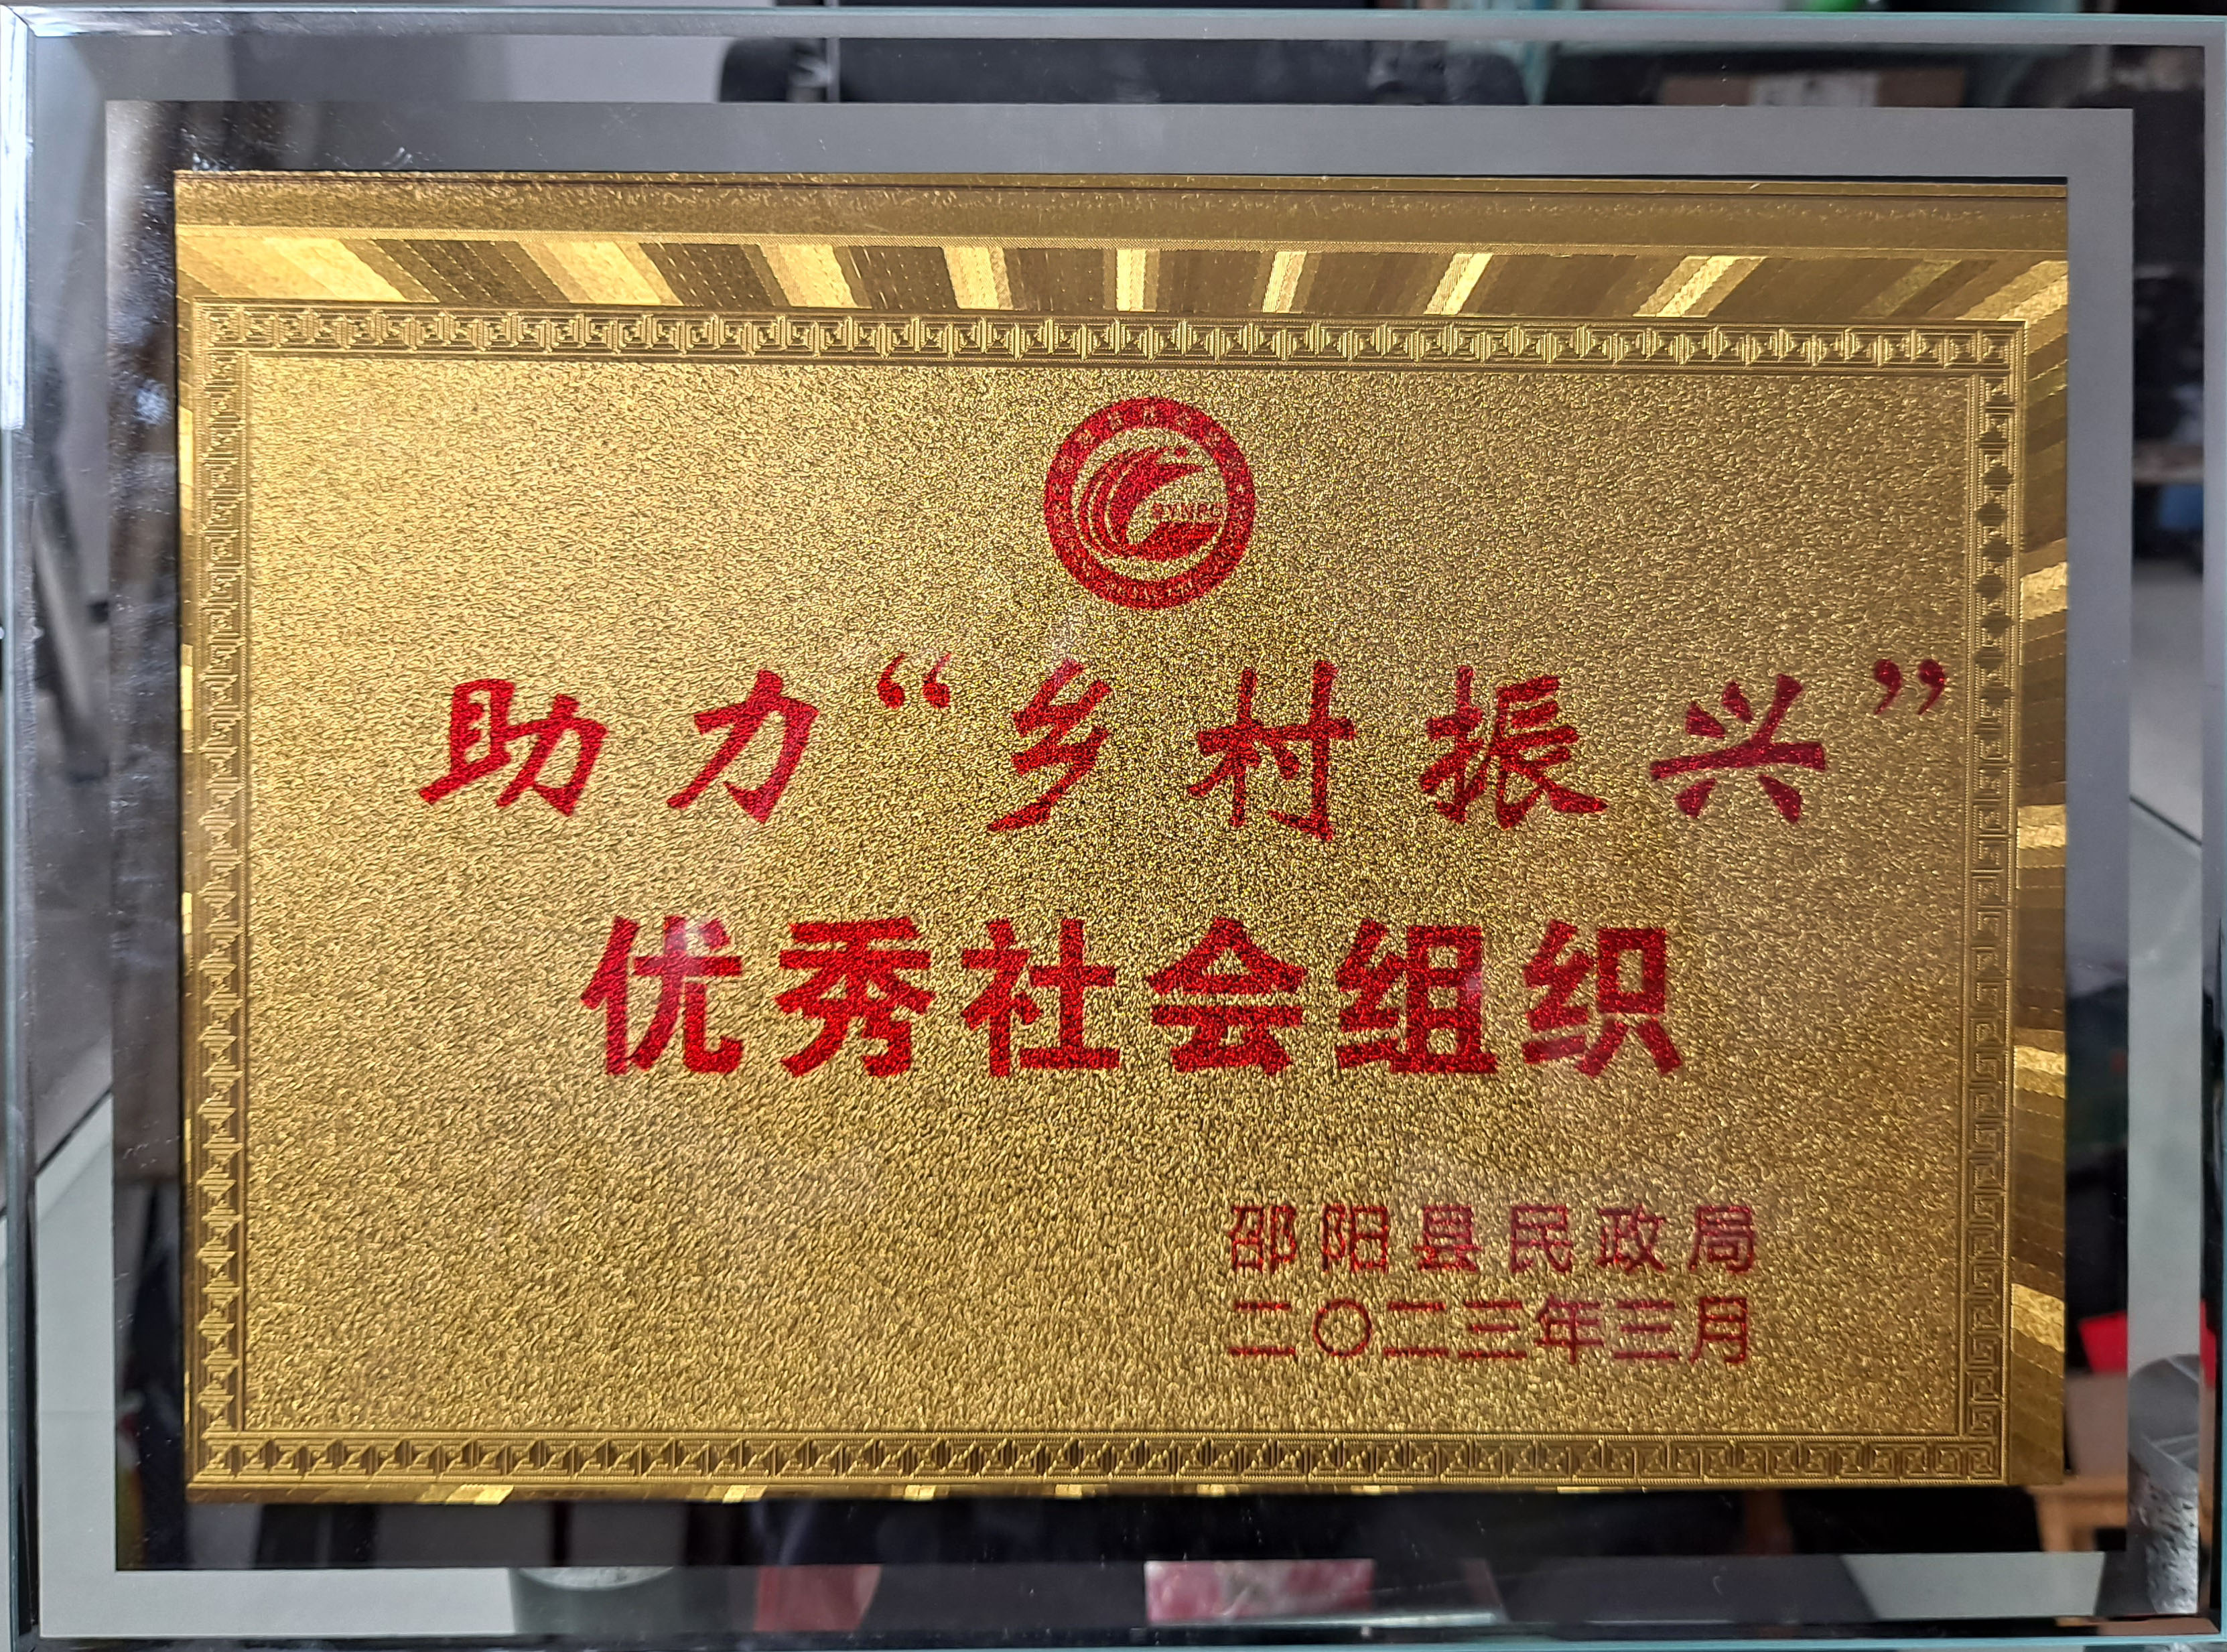 助力“乡村振兴”
优秀社会组织
邵阳县民政局
二〇二三年三月